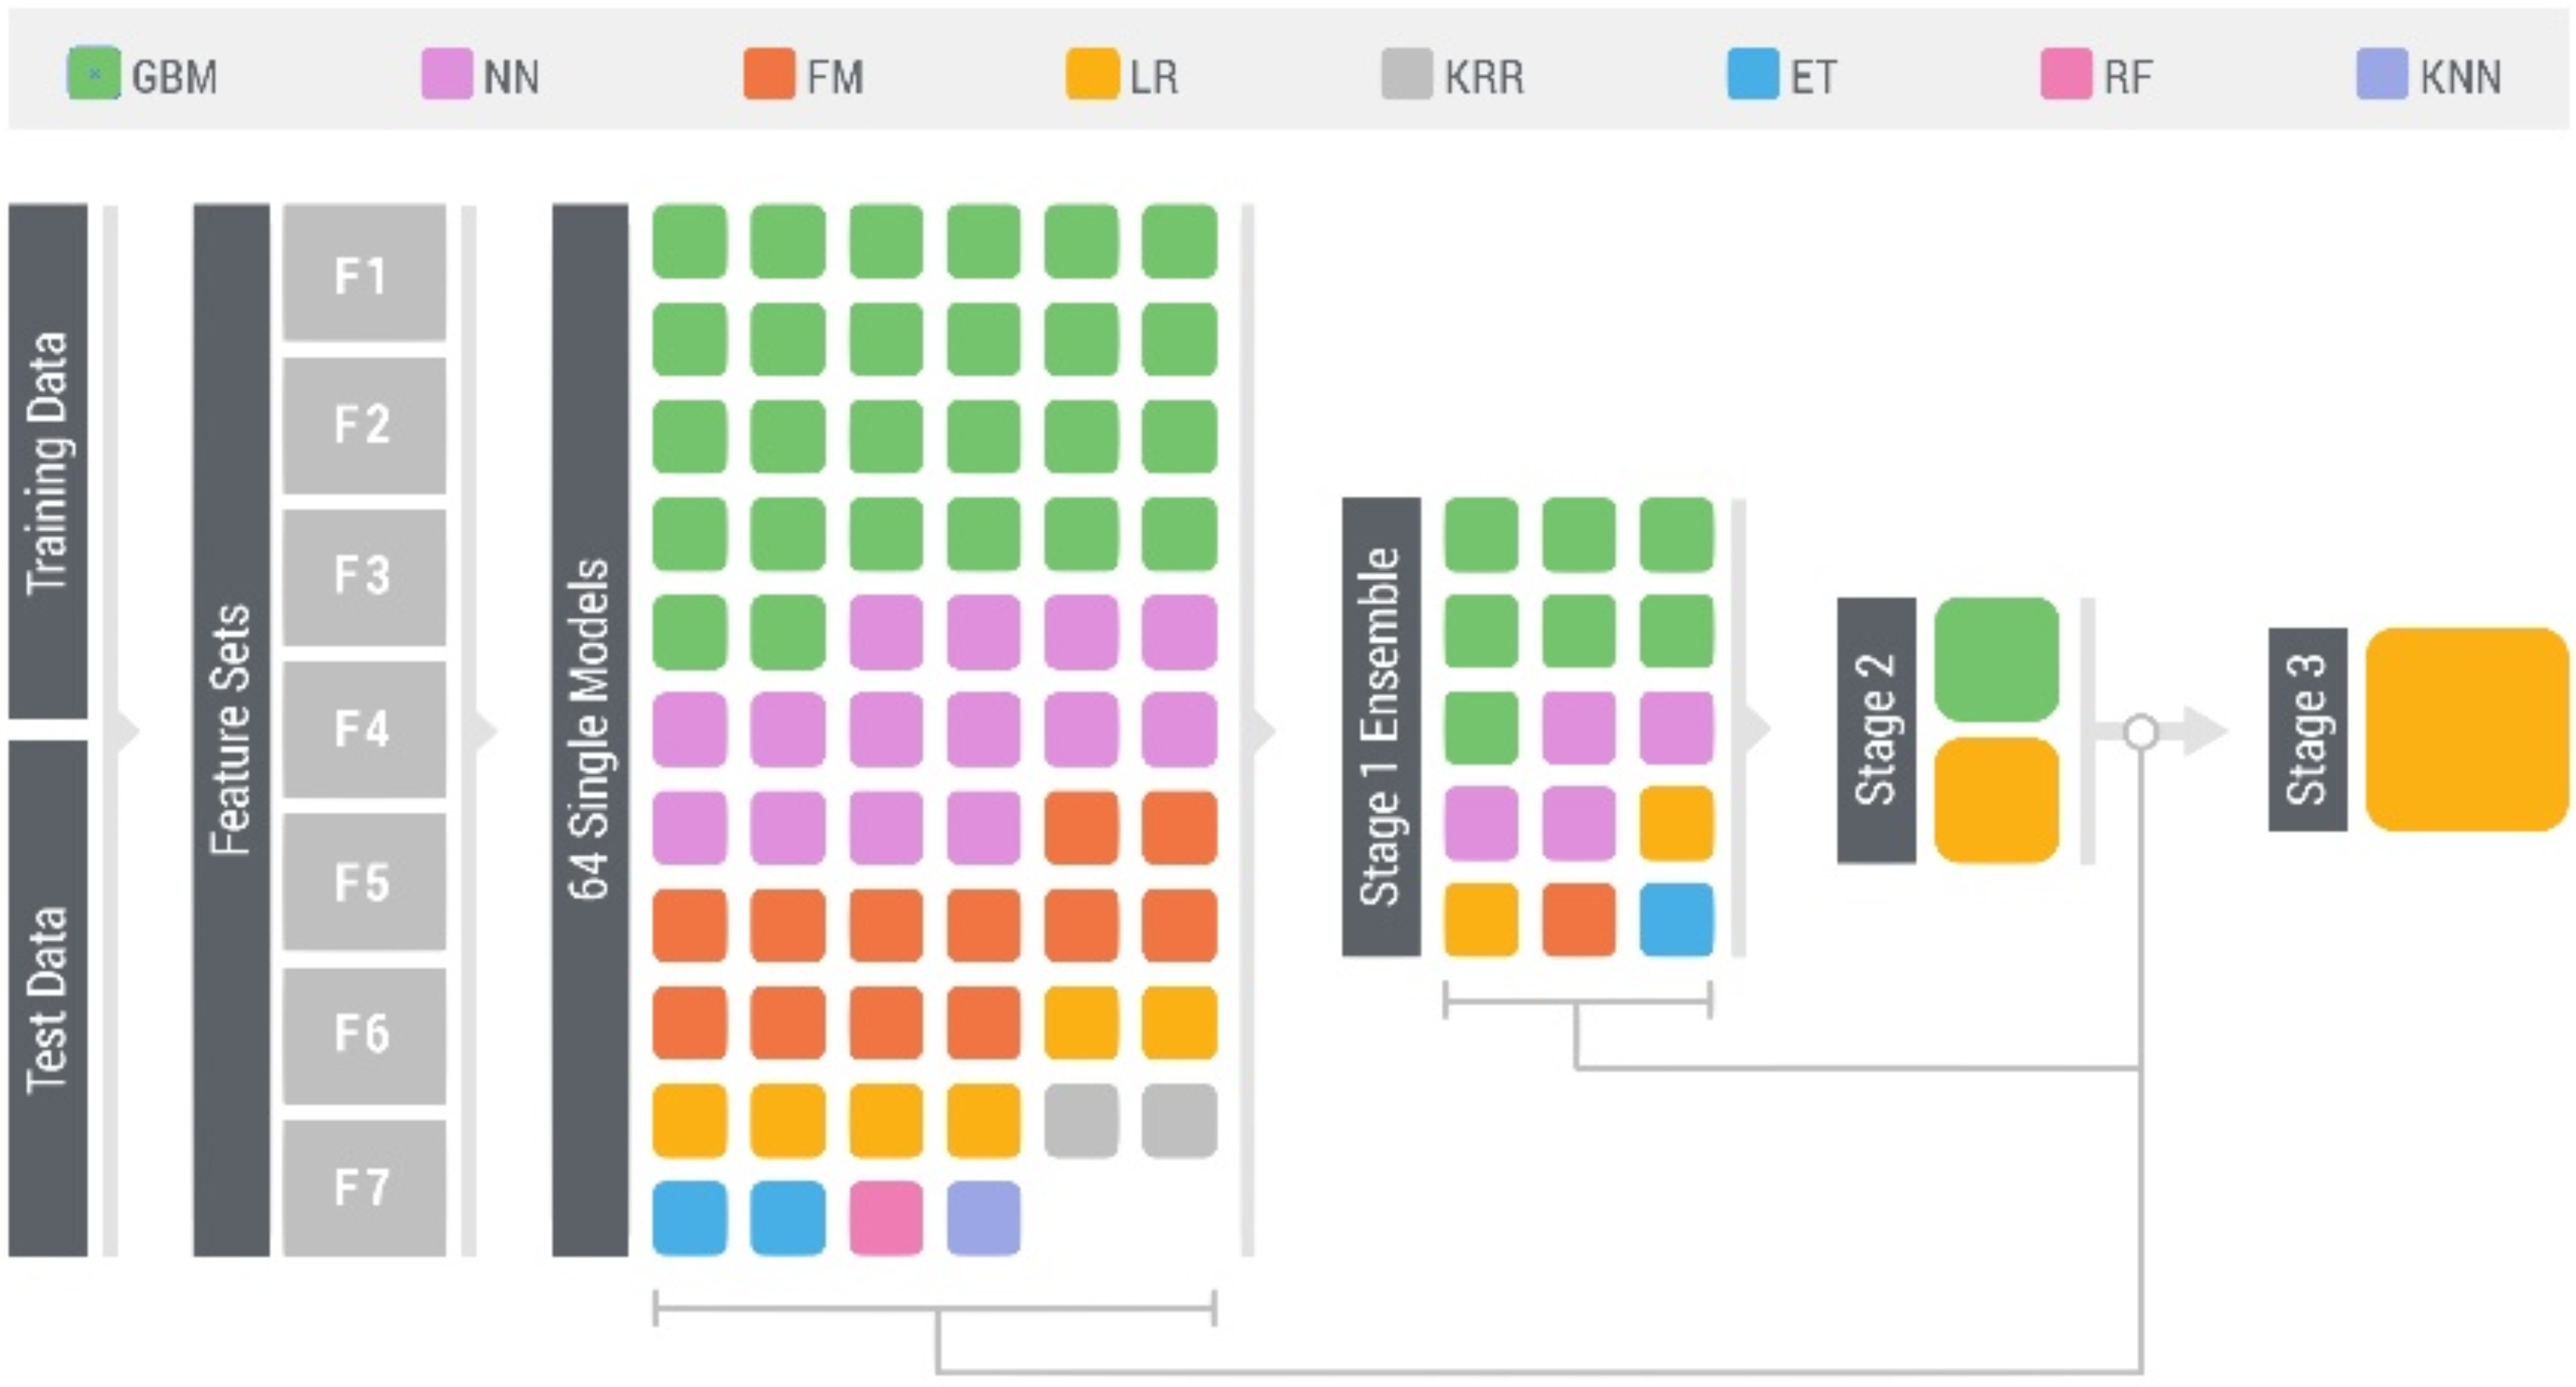 GBM NN FM LR KRR ET RF KNN
Training Data
Test Data
Feature Sets
F1
F2
F3
F4
F5
F6
F7
64 Single Models
Stage 1 Ensemble
Stage 2
Stage 3